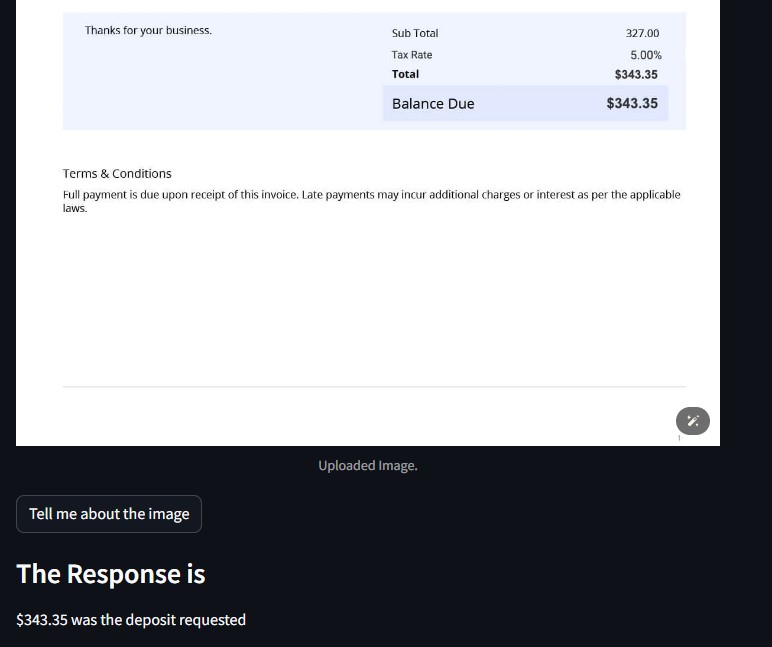 Thanks for your business.
Sub Total 327.00
Tax Rate 5.00%
Total $343.35
Balance Due $343.35
Terms & Conditions
Full payment is due upon receipt of this invoice. Late payments may incur additional charges or interest as per the applicable
laws.
1
Uploaded Image.
Tell me about the image
The Response is
$343.35 was the deposit requested